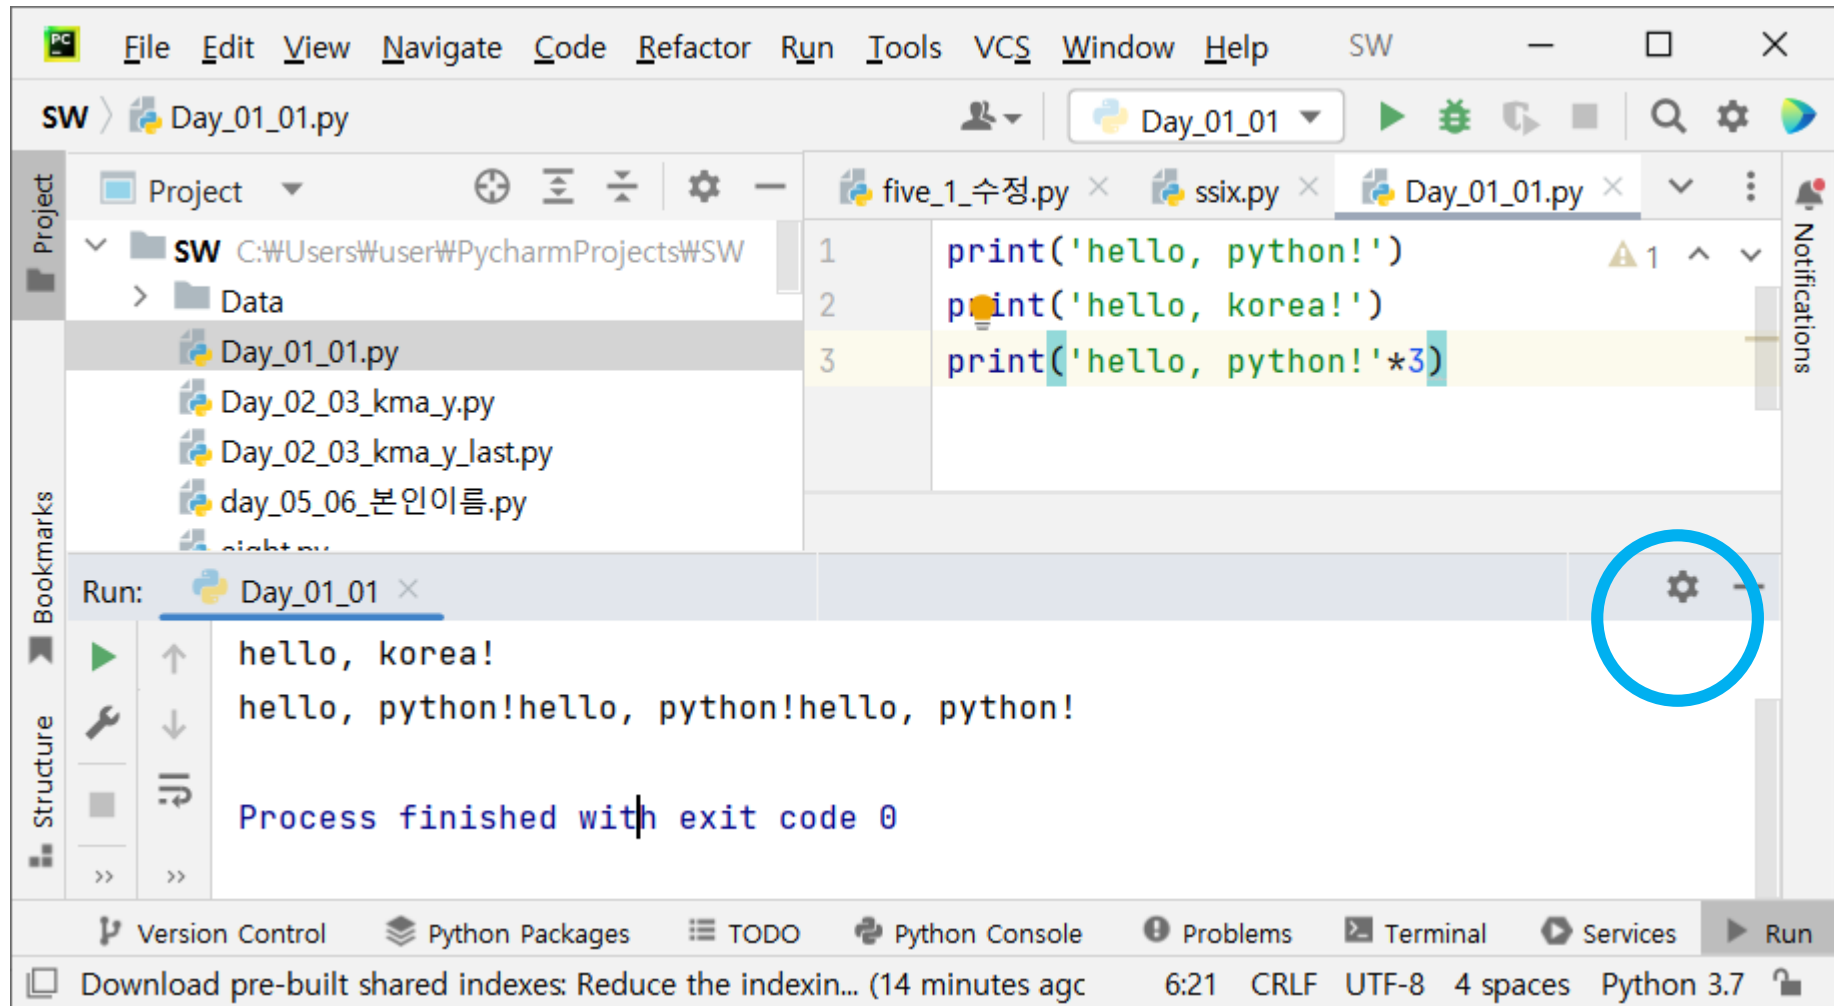 PC File Edit View Navigate Code Refactor Run Tools VCS Window Help SW
SW Day_01_01.py Day_01_01
Project
Project
five_1_수정.py ssix.py Day_01_01.py
SW C:₩Users₩user₩PycharmProjects₩SW
Data
Day_01_01.py
Day_02_03_kma_y.py
Day_02_03_kma_y_last.py
day_05_06_본인이름.py
eight.py
1 print('hello, python!')
2 print('hello, korea!')
3 print('hello, python!'*3)
1
Notifications
Bookmarks
Structure
Run: Day_01_01
hello, korea!
hello, python!hello, python!hello, python!
Process finished with exit code 0
Version Control Python Packages TODO Python Console Problems Terminal Services Run
Download pre-built shared indexes: Reduce the indexin... (14 minutes agc 6:21 CRLF UTF-8 4 spaces Python 3.7